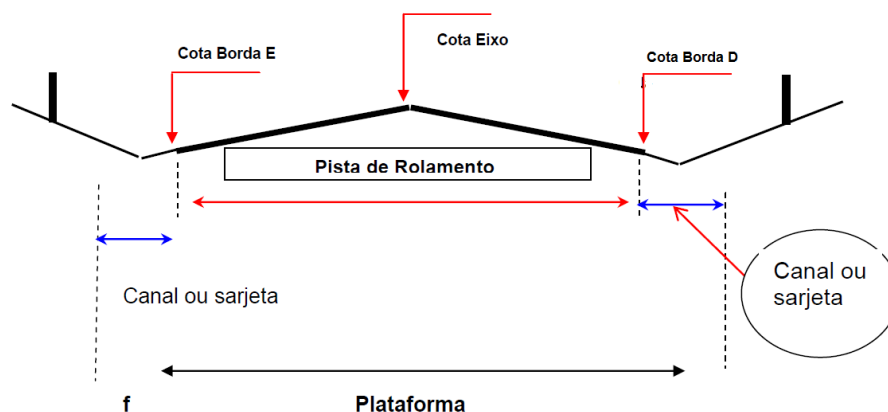 Cota Borda E
Cota Eixo
Cota Borda D
Pista de Rolamento
Canal ou sarjeta
Canal ou
sarjeta
f
Plataforma